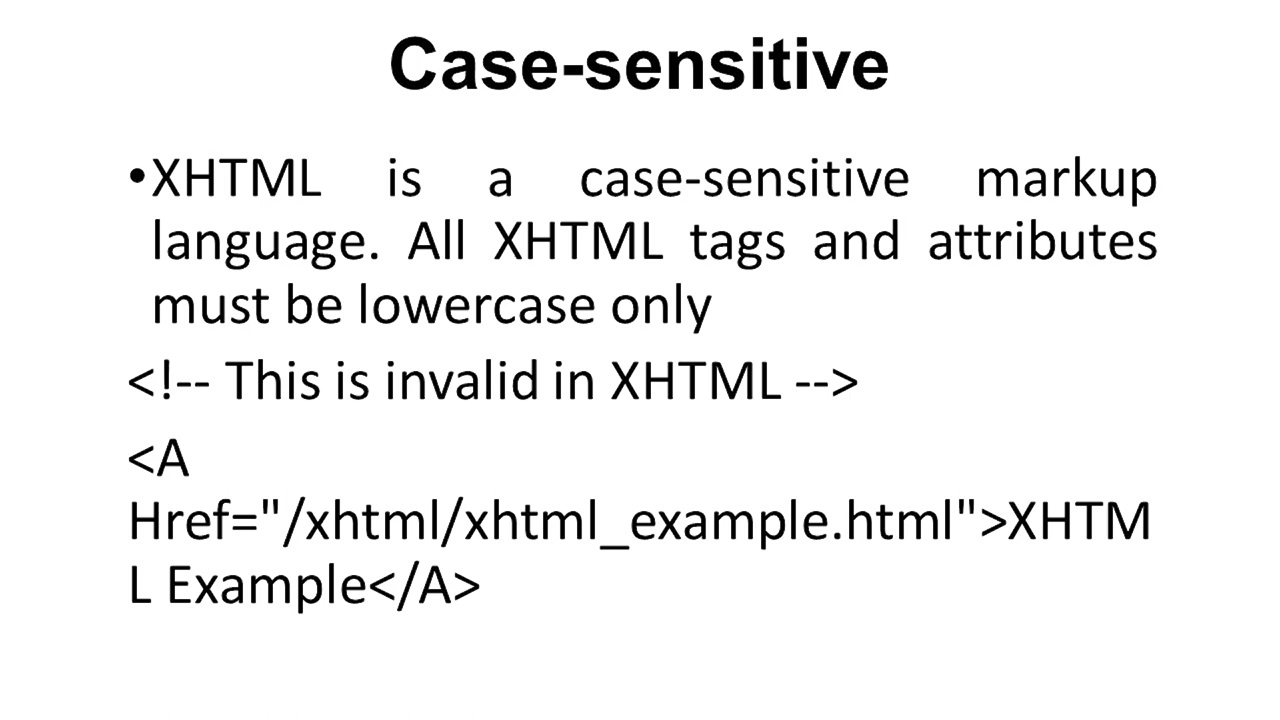 Case-sensitive
•XHTML is a case-sensitive markup
language. All XHTML tags and attributes
must be lowercase only
<!-- This is invalid in XHTML -->
<A
Href="/xhtml/xhtml_example.html">XHTM
L Example</A>